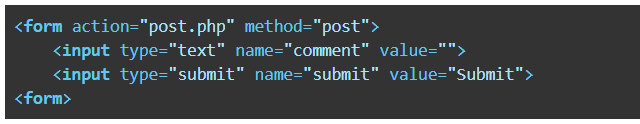 <form action="post.php" method="post">
    <input type="text" name="comment" value="">
    <input type="submit" name="submit" value="Submit">
<form>